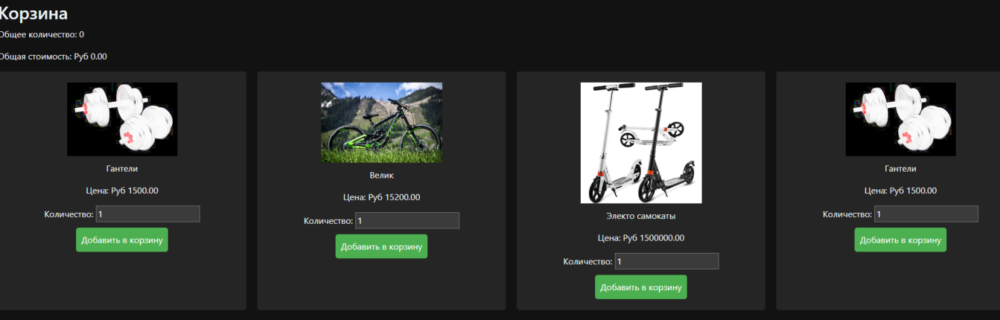 Корзина
Общее количество: 0
Общая стоимость: Руб 0.00
Гантели
Цена: Руб 1500.00
Количество: 1
Добавить в корзину
Велик
Цена: Руб 15200.00
Количество: 1
Добавить в корзину
Электо самокаты
Цена: Руб 1500000.00
Количество: 1
Добавить в корзину
Гантели
Цена: Руб 1500.00
Количество: 1
Добавить в корзину